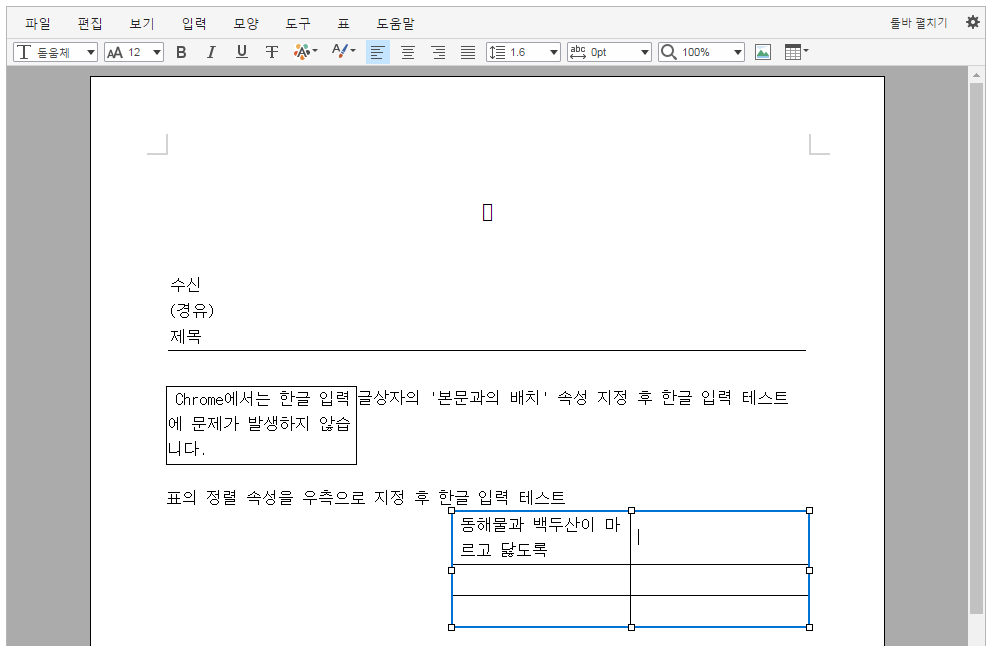 파일 편집 보기 입력 모양 도구 표 도움말 툴바 펼치기
돋움체 AA 12 B I U T 1.6 abc 0pt 100%
수신
(경유)
제목
Chrome에서는 한글 입력 글상자의 '본문과의 배치' 속성 지정 후 한글 입력 테스트
에 문제가 발생하지 않습
니다.
표의 정렬 속성을 우측으로 지정 후 한글 입력 테스트
동해물과 백두산이 마
르고 닳도록